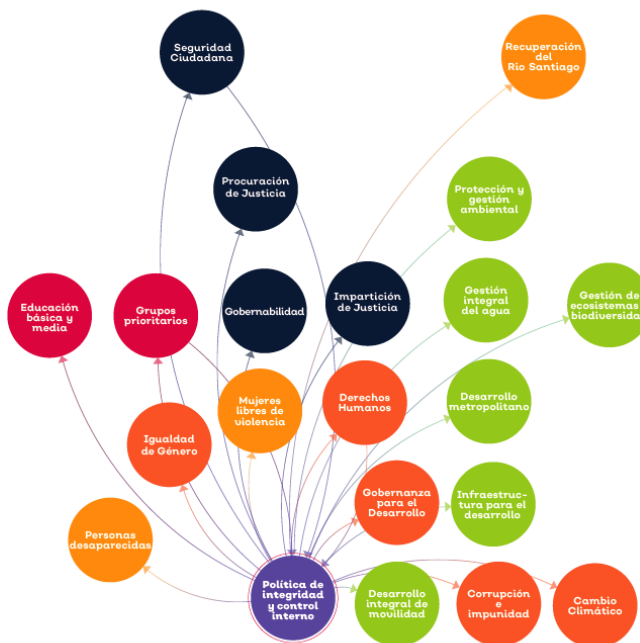 Seguridad
Ciudadana
Recuperación
del
Rio Santiago
Procuración
de Justicia
Protección y
gestión
ambiental
Educación
básica y
media
Grupos
prioritarios
Gobernabilidad
Impartición
de Justicia
Gestión
integral
del agua
Gestión de
ecosistemas
biodiversida
Mujeres
libres de
violencia
Derechos
Humanos
Desarrollo
metropolitano
Igualdad
de Género
Gobernanza
para el
Desarrollo
Infraestruc-
tura para el
desarrollo
Personas
desaparecidas
Política de
integridad
y control
interno
Desarrollo
integral de
movilidad
Corrupción
e
impunidad
Cambio
Climático